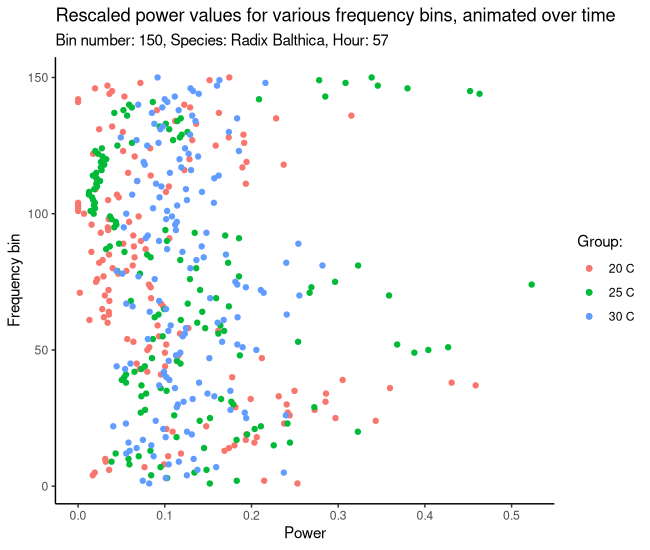 Rescaled power values for various frequency bins, animated over time
Bin number: 150, Species: Radix Balthica, Hour: 57
150
100
50
0
Frequency bin
0.0 0.1 0.2 0.3 0.4 0.5
Power
Group:
20 C
25 C
30 C